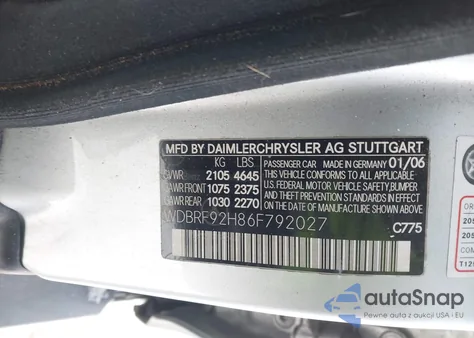 MFD BY DAIMLERCHRYSLER AG STUTTGART
KG LBS
GVWR 2105 4645
GAWR FRONT 1075 2375
GAWR REAR 1030 2270
PASSENGER CAR MADE IN GERMANY 01/06
THIS VEHICLE CONFORMS TO ALL APPLICABLE
US FEDERAL MOTOR VEHICLE SAFETY, BUMPER AND
THEFT PREVENTION STANDARDS IN EFFECT ON THE
DATE OF MANUFACTURE SHOWN ABOVE
WDBRF92H86F792027
C775
autoSnap
Pewne auta z aukcji USA i EU